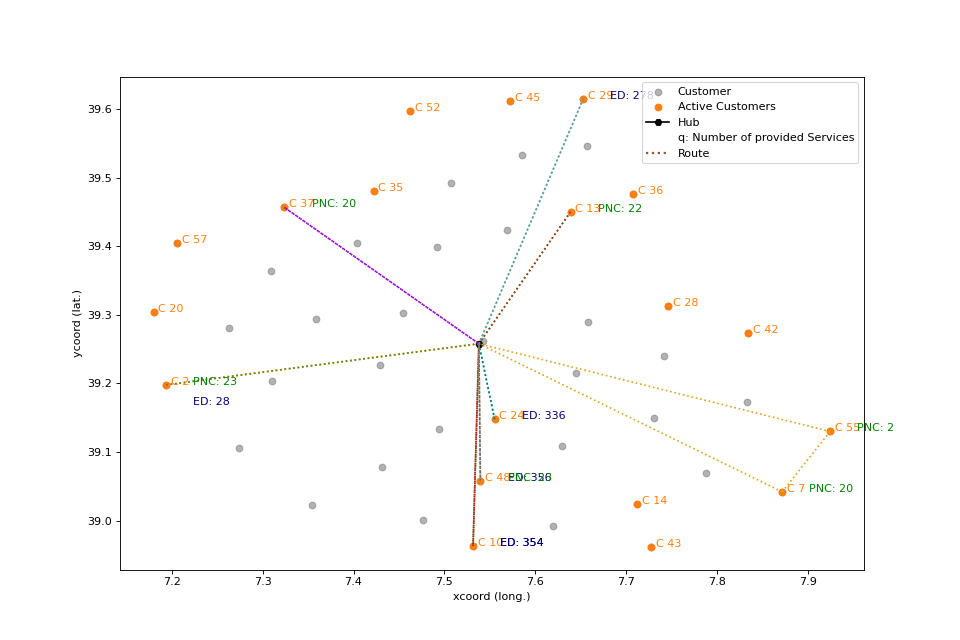 39.6
39.5
39.4
39.3
39.2
39.1
39.0
7.2
7.3
7.4
7.5
7.6
7.7
7.8
7.9
xcoord (long.)
ycoord (lat.)
Customer
Active Customers
Hub
q: Number of provided Services
Route
C 52
C 45
C 29 ED: 278
C 35
C 36
C 37 PNC: 20
C 13 PNC: 22
C 57
C 20
C 28
C 42
C 2 PNC: 23
ED: 28
C 24 ED: 336
C 55 PNC: 2
C 48
C 7 PNC: 20
C 14
C 10 ED: 354
C 43